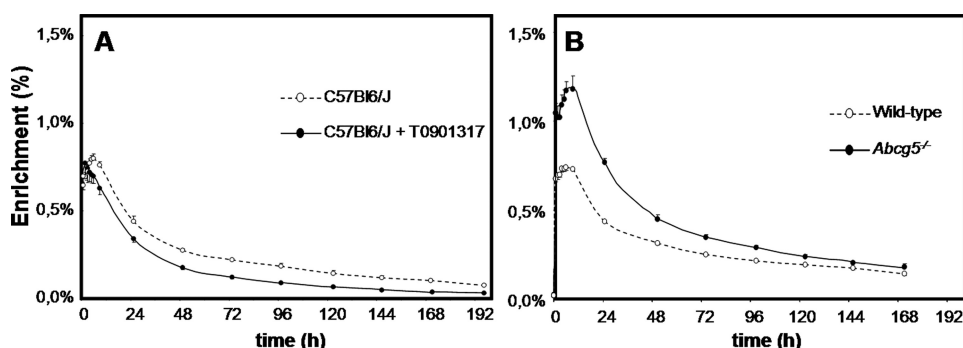 A
B
Enrichment (%)
1,5%
1,0%
0,5%
0,0%
C57Bl6/J
C57Bl6/J + T0901317
0 24 48 72 96 120 144 168 192
time (h)
1,5%
1,0%
0,5%
0,0%
Wild-type
Abcg5-/-
0 24 48 72 96 120 144 168 192
time (h)